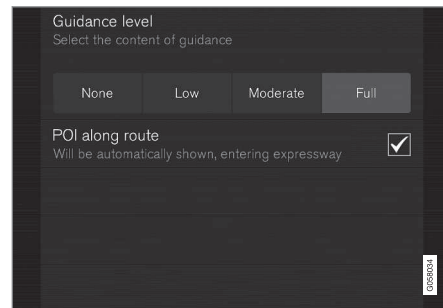 Guidance level
Select the content of guidance
None Low Moderate Full
POI along route
Will be automatically shown, entering expressway
G058034